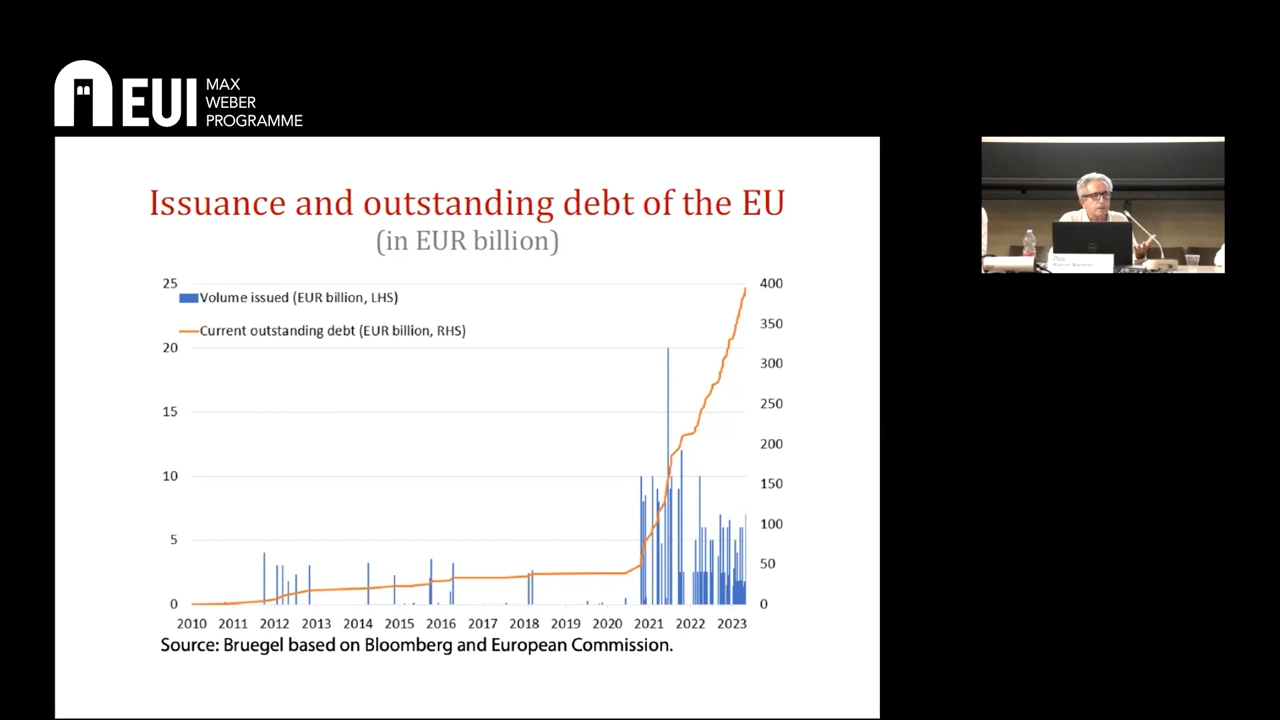 EUI
MAX
WEBER
PROGRAMME
Issuance and outstanding debt of the EU
(in EUR billion)
25
20
15
10
5
0
Volume issued (EUR billion, LHS)
Current outstanding debt (EUR billion, RHS)
400
350
300
250
200
150
100
50
0
2010 2011 2012 2013 2014 2015 2016 2017 2018 2019 2020 2021 2022 2023
Source: Bruegel based on Bloomberg and European Commission.